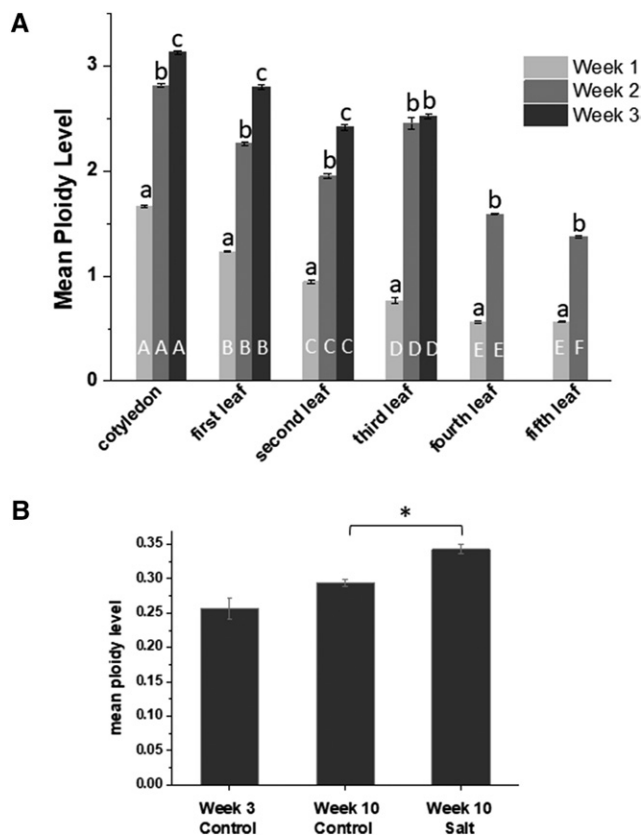 A
Mean Ploidy Level
3
2
1
0
a b c
a b c
a b c
a b b
a b
a b
A A A B B B C C C D D D E E E F
Week 1
Week 2
Week 3
cotyledon first leaf second leaf third leaf fourth leaf fifth leaf
B
mean ploidy level
0.35
0.30
0.25
0.20
0.15
0.10
0.05
0.00
*
Week 3 Week 10 Week 10
Control Control Salt